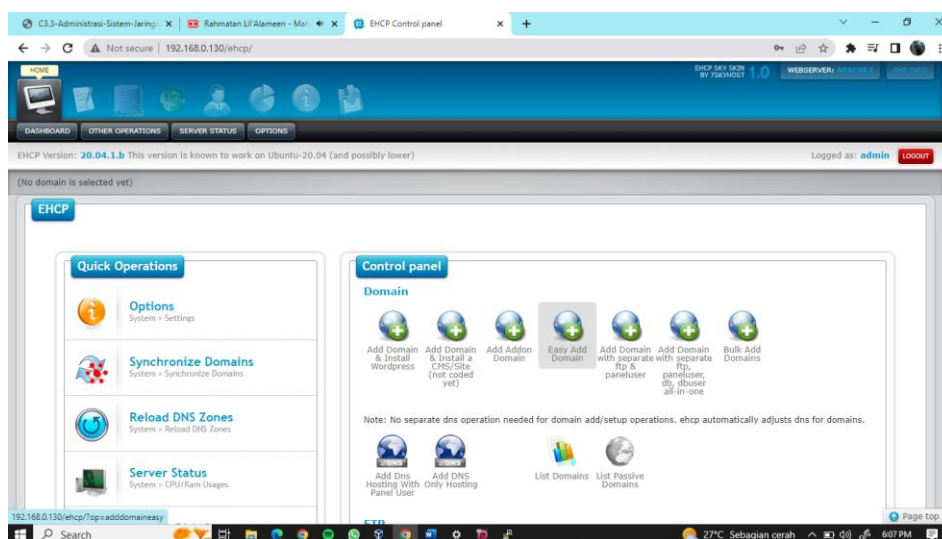 C3.3-Administrasi-Sistem-Jaring
Rahmatan Lil'Alameen - Mah
EHCP Control panel
Not secure
192.168.0.130/ehcp/
HOME
EHCP SKY SKIN
BY 7SKYHOST
1.0
WEBSERVER: APACHE2
PHP INFO
DASHBOARD
OTHER OPERATIONS
SERVER STATUS
OPTIONS
EHCP Version: 20.04.1.b This version is known to work on Ubuntu-20.04 (and possibly lower)
Logged as: admin
LOGOUT
(No domain is selected yet)
EHCP
Quick Operations
Options
System » Settings
Synchronize Domains
System » Synchronize Domains
Reload DNS Zones
System » Reload DNS Zones
Server Status
System » CPU/Ram Usages
Control panel
Domain
Add Domain
& Install
Wordpress
Add Domain
& Install a
CMS/Site
(not coded
yet)
Add Addon
Domain
Easy Add
Domain
Add Domain
with separate
ftp &
paneluser
Add Domain
with separate
ftp,
paneluser,
db, dbuser
all-in-one
Bulk Add
Domains
Note: No separate dns operation needed for domain add/setup operations. ehcp automatically adjusts dns for domains.
DNS
DNS
Add Dns
Hosting With
Panel User
Add DNS
Only Hosting
List Domains
List Passive
Domains
192.168.0.130/ehcp/?op=adddomaineasy
Page top
Search
27°C Sebagian cerah
6:07 PM